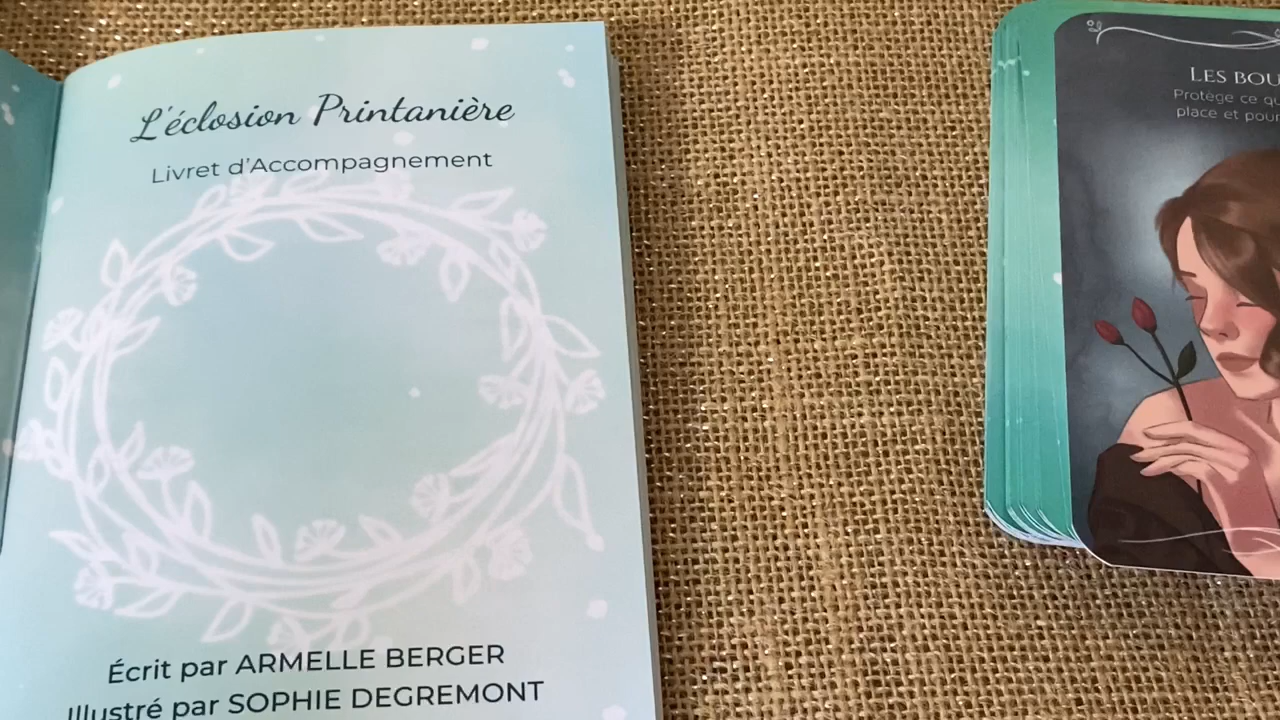 L'éclosion Printanière
Livret d'Accompagnement
Écrit par ARMELLE BERGER
Illustré par SOPHIE DEGREMONT
LES BOU
Protège ce qu
place et pour